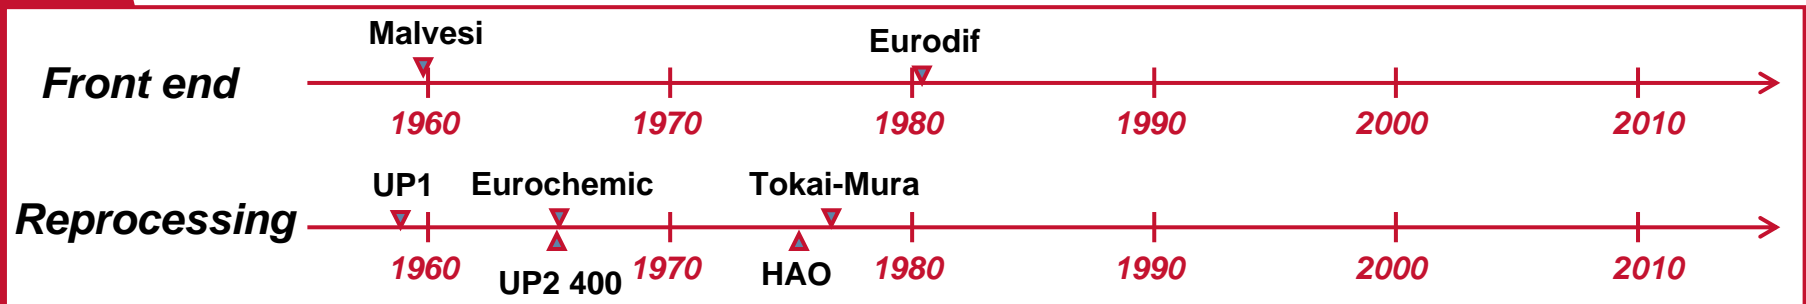 Malvesi Eurodif
Front end
1960 1970 1980 1990 2000 2010
UP1 Eurochemic Tokai-Mura
Reprocessing
1960 1970 1980 1990 2000 2010
UP2 400 HAO